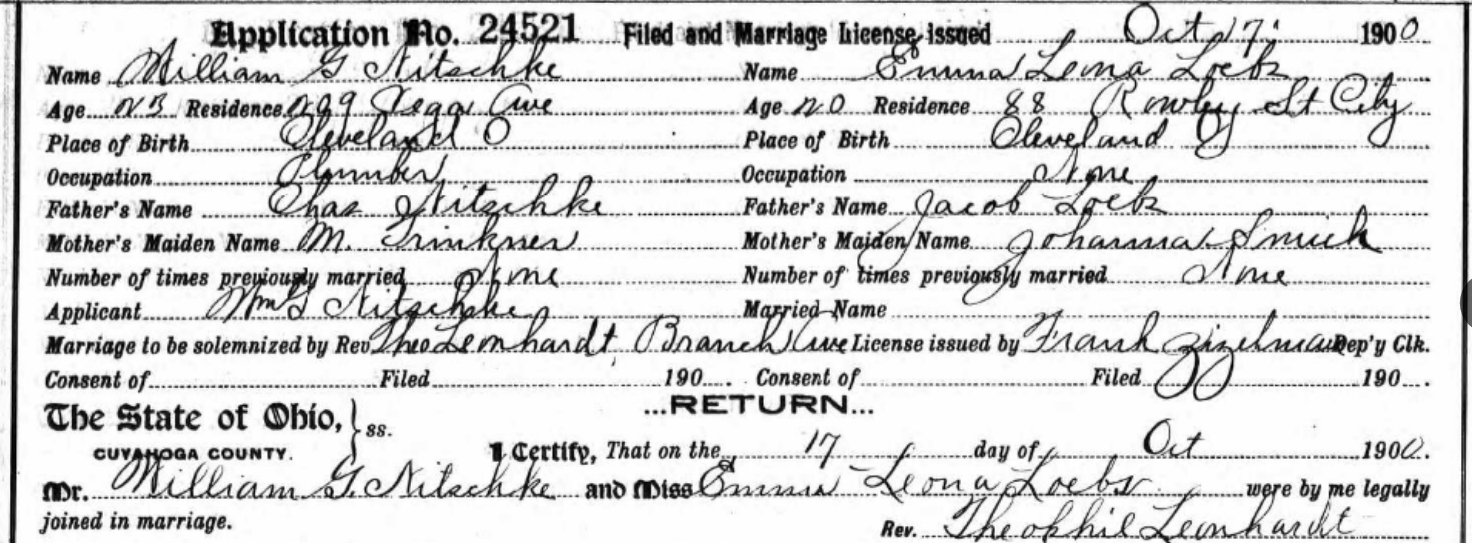 Application No. 24521 Filed and Marriage License issued Oct 17. 1900
Name William G Nitschke Name Emma Leona Loebs
Age 23 Residence 299 Vega Ave Age 20 Residence 88 Rowley St City
Place of Birth Cleveland O Place of Birth Cleveland O
Occupation Plumber Occupation None
Father's Name Chas Nitschke Father's Name Jacob Loebs
Mother's Maiden Name M. Trinkner Mother's Maiden Name Johanna
Number of times previously married None Number of times previously married None
Applicant Wm G Nitschke Married Name
Marriage to be solemnized by Rev Theo Leonhardt, Branch Ave License issued by Frank Zizelman Dep'y Clk.
Consent of Filed 190 . Consent of Filed 190 .
The State of Ohio, } ss. ...RETURN...
CUYAHOGA COUNTY. I Certify, That on the 17 day of Oct 1900.
Mr. William G. Nitschke and Miss Emma Leona Loebs were by me legally
joined in marriage. Rev. Theophil Leonhardt